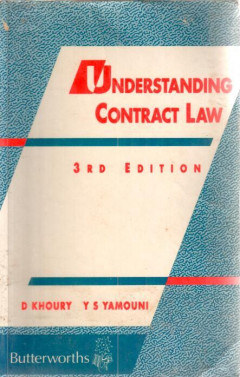 UNDERSTANDING
CONTRACT LAW
3RD EDITION
D KHOURY Y S YAMOUNI
Butterworths